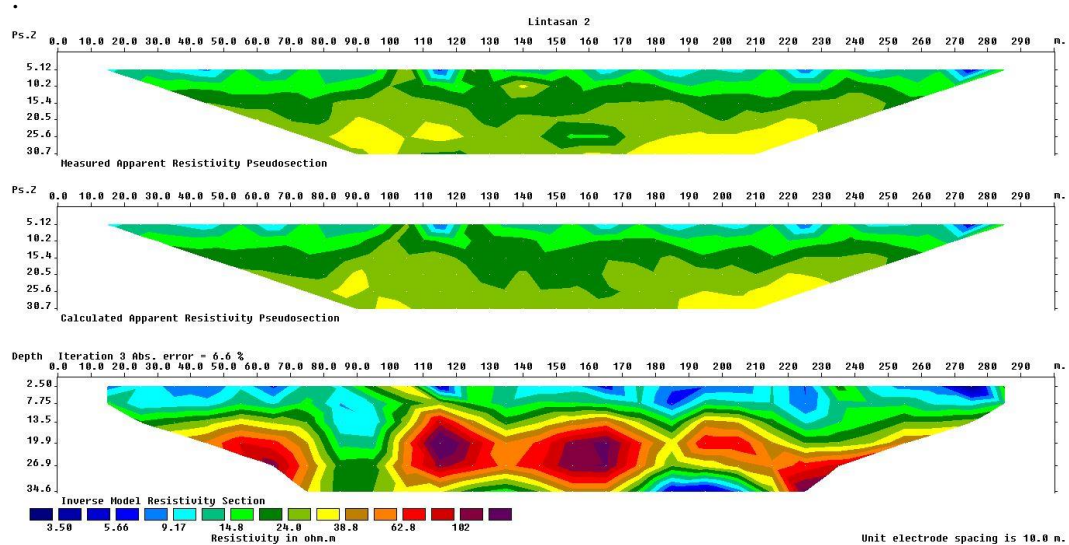 Lintasan 2
Ps.Z 0.0 10.0 30.0 40.0 50.0 60.0 70.0 80.0 90.0 100 110 120 130 140 150 160 170 180 190 200 210 220 230 240 250 260 270 280 290 m.
5.12
10.2
15.4
20.5
25.6
30.7
Measured Apparent Resistivity Pseudosection
Ps.Z 0.0 10.0 30.0 40.0 50.0 60.0 70.0 80.0 90.0 100 110 120 130 140 150 160 170 180 190 200 210 220 230 240 250 260 270 280 290 m.
5.12
10.2
15.4
20.5
25.6
30.7
Calculated Apparent Resistivity Pseudosection
Depth Iteration 3 Abs. error = 6.6 %
0.0 10.0 30.0 40.0 50.0 60.0 70.0 80.0 90.0 100 110 120 130 140 150 160 170 180 190 200 210 220 230 240 250 260 270 280 290 m.
2.50
7.75
13.5
19.9
26.9
34.6
Inverse Model Resistivity Section
3.50 5.66 9.17 14.8 24.0 38.8 62.8 102
Resistivity in ohm.m
Unit electrode spacing is 10.0 m.